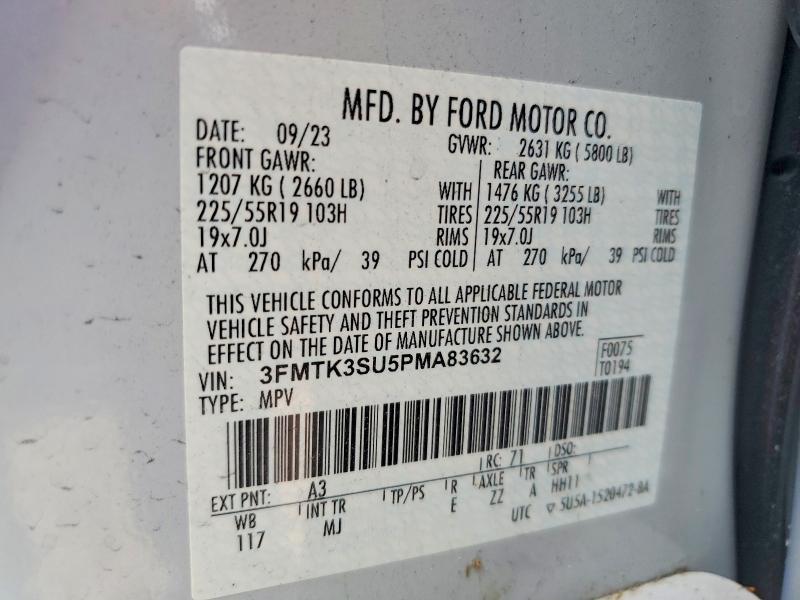 MFD. BY FORD MOTOR CO.
DATE: 09/23 GVWR: 2631 KG ( 5800 LB)
FRONT GAWR: REAR GAWR:
1207 KG ( 2660 LB) WITH 1476 KG ( 3255 LB) WITH
225/55R19 103H TIRES 225/55R19 103H TIRES
19x7.0J RIMS 19x7.0J RIMS
AT 270 kPa/ 39 PSI COLD AT 270 kPa/ 39 PSI COLD
THIS VEHICLE CONFORMS TO ALL APPLICABLE FEDERAL MOTOR
VEHICLE SAFETY AND THEFT PREVENTION STANDARDS IN
EFFECT ON THE DATE OF MANUFACTURE SHOWN ABOVE.
VIN: 3FMTK3SU5PMA83632 F0075
TYPE: MPV T0194
EXT PNT: A3 RC: 71 DSO:
WB INT TR TP/PS R AXLE TR SPR
117 MJ E ZZ A HH11
UTC ▽ 5U5A-1520472-BA